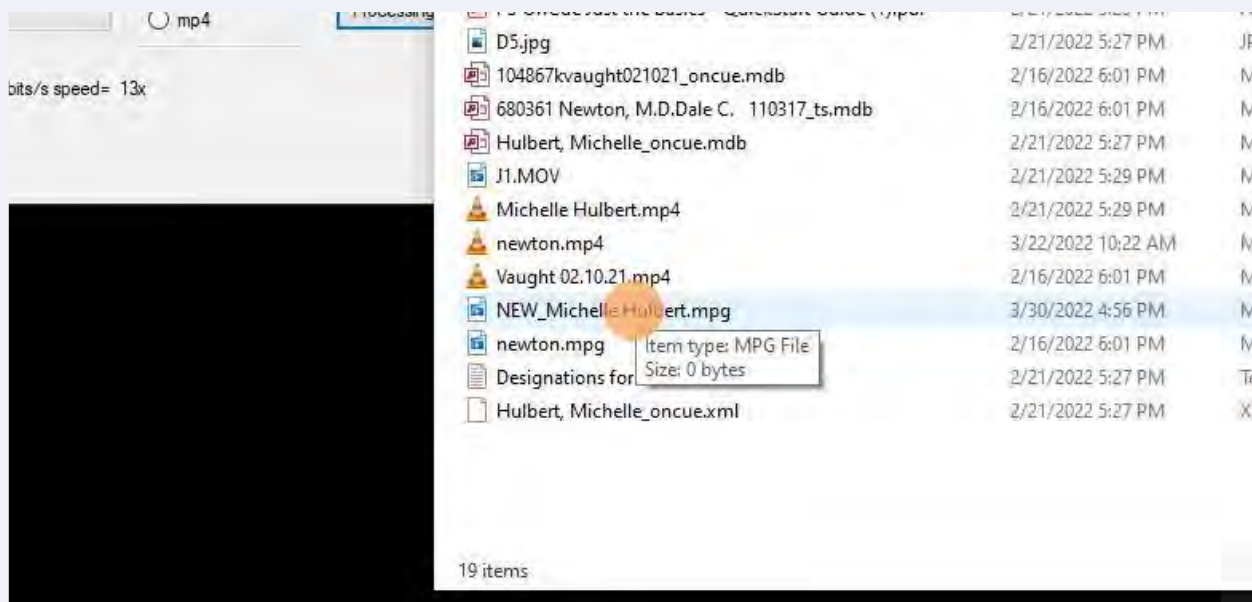 mp4
Processing
bits/s speed= 13x
D5.jpg 2/21/2022 5:27 PM
104867kvaught021021_oncue.mdb 2/16/2022 6:01 PM
680361 Newton, M.D.Dale C. 110317_ts.mdb 2/16/2022 6:01 PM
Hulbert, Michelle_oncue.mdb 2/21/2022 5:27 PM
J1.MOV 2/21/2022 5:29 PM
Michelle Hulbert.mp4 2/21/2022 5:29 PM
newton.mp4 3/22/2022 10:22 AM
Vaught 02.10.21.mp4 2/16/2022 6:01 PM
NEW_Michelle Hulbert.mpg 3/30/2022 4:56 PM
newton.mpg 2/16/2022 6:01 PM
Item type: MPG File
Size: 0 bytes
Designations for 2/21/2022 5:27 PM
Hulbert, Michelle_oncue.xml 2/21/2022 5:27 PM
19 items